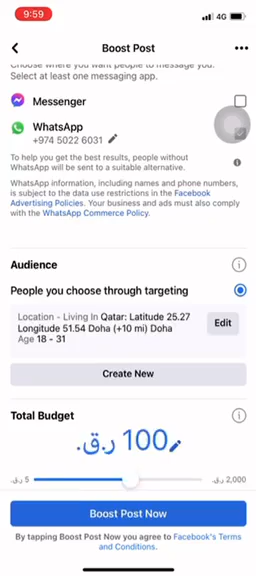 9:59
4G
Boost Post
Choose where you want people to message you.
Select at least one messaging app.
Messenger
WhatsApp
+974 5022 6031
To help you get the best results, people without
WhatsApp will be sent to a suitable alternative.
WhatsApp information, including names and phone numbers,
is subject to the data use restrictions in the Facebook
Advertising Policies. Your business and ads must also comply
with the WhatsApp Commerce Policy.
Audience
People you choose through targeting
Location - Living In Qatar: Latitude 25.27
Longitude 51.54 Doha (+10 mi) Doha
Age 18 - 31
Edit
Create New
Total Budget
100 ر.ق.
5 ر.ق.
2,000 ر.ق.
Boost Post Now
By tapping Boost Post Now you agree to Facebook's Terms
and Conditions.